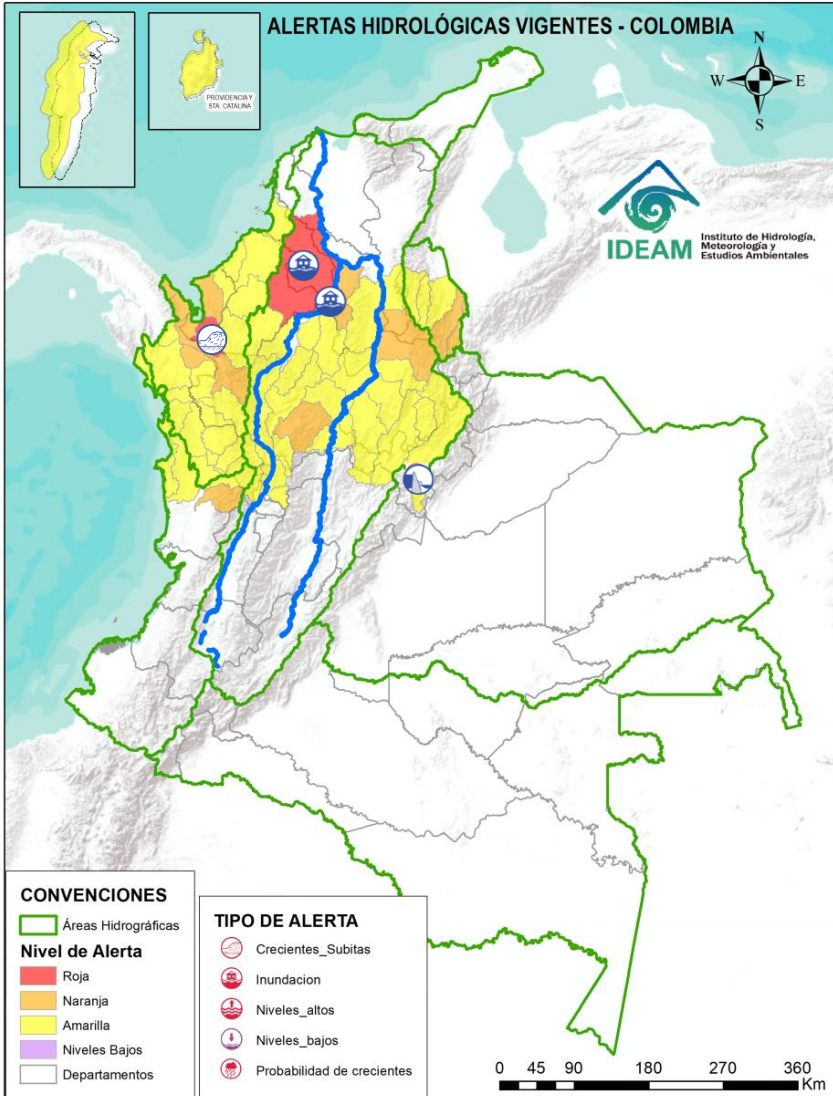 ALERTAS HIDROLÓGICAS VIGENTES - COLOMBIA
PROVIDENCIA Y
STA. CATALINA
N
W
E
S
IDEAM
Instituto de Hidrología,
Meteorología y
Estudios Ambientales
CONVENCIONES
Áreas Hidrográficas
Nivel de Alerta
Roja
Naranja
Amarilla
Niveles Bajos
Departamentos
TIPO DE ALERTA
Crecientes_Subitas
Inundacion
Niveles_altos
Niveles_bajos
Probabilidad de crecientes
0 45 90 180 270 360
Km